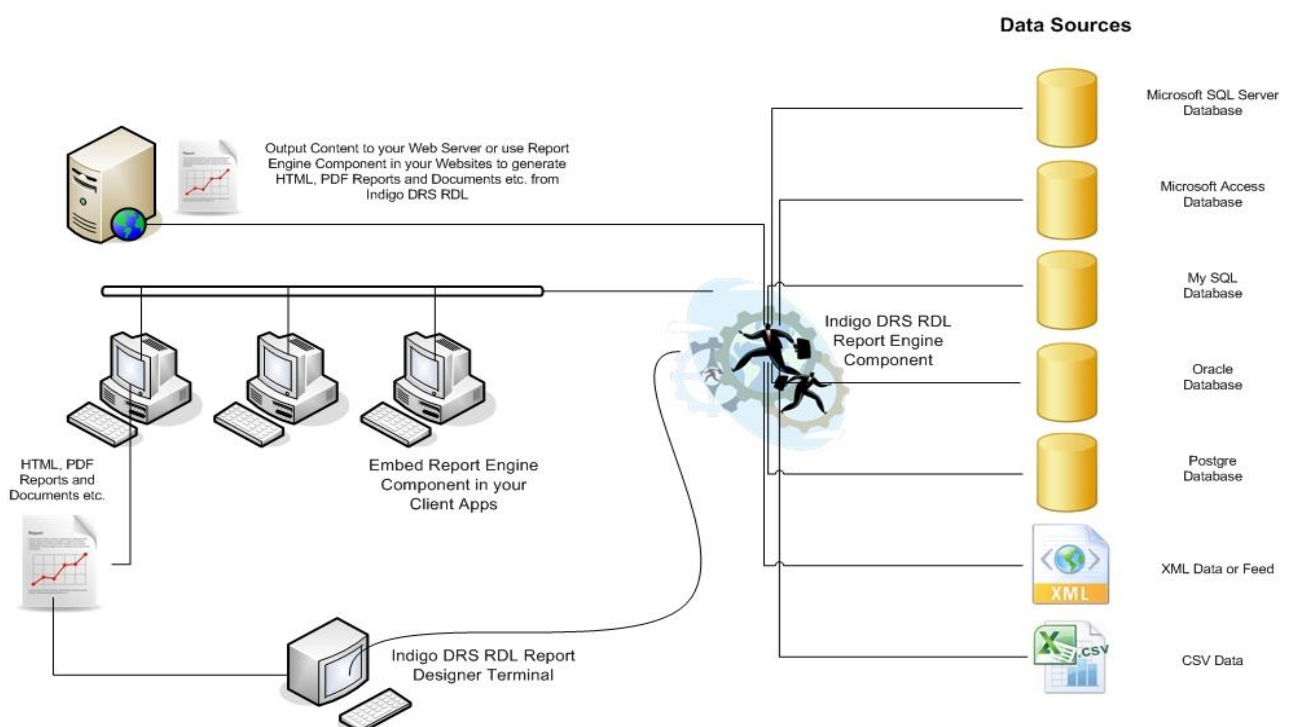 Data Sources
Microsoft SQL Server
Database
Output Content to your Web Server or use Report
Engine Component in your Websites to generate
HTML, PDF Reports and Documents etc. from
Indigo DRS RDL
Report
Microsoft Access
Database
My SQL
Database
Indigo DRS RDL
Report Engine
Component
Oracle
Database
HTML, PDF
Reports and
Documents etc.
Embed Report Engine
Component in your
Client Apps
Postgre
Database
Report
XML Data or Feed
XML
Indigo DRS RDL Report
Designer Terminal
X
.csv
CSV Data